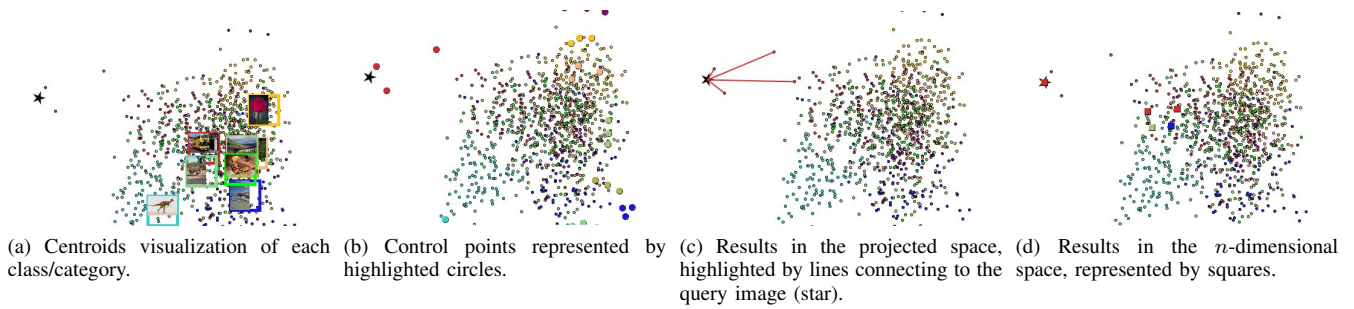 (a) Centroids visualization of each
class/category.
(b) Control points represented by
highlighted circles.
(c) Results in the projected space,
highlighted by lines connecting to the
query image (star).
(d) Results in the n-dimensional
space, represented by squares.